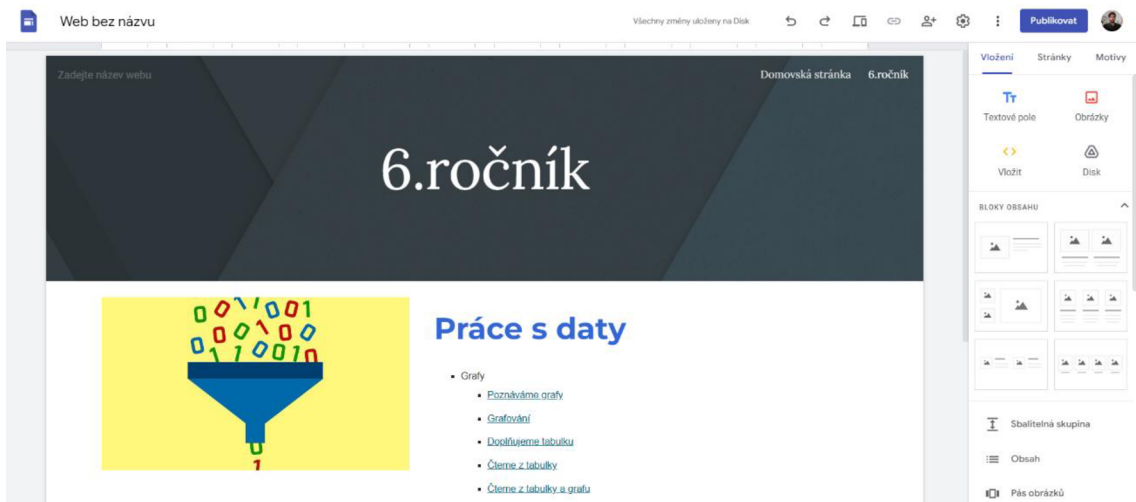 Web bez názvu
Všechny změny uloženy na Disk
Publikovat
Zadejte název webu
Domovská stránka 6.ročník
6.ročník
Práce s daty
Grafy
Poznáváme grafy
Grafování
Doplňujeme tabulku
Čteme z tabulky
Čteme z tabulky a grafu
Vložení Stránky Motivy
Textové pole Obrázky
Vložit Disk
BLOKY OBSAHU
Sbalitelná skupina
Obsah
Pás obrázků